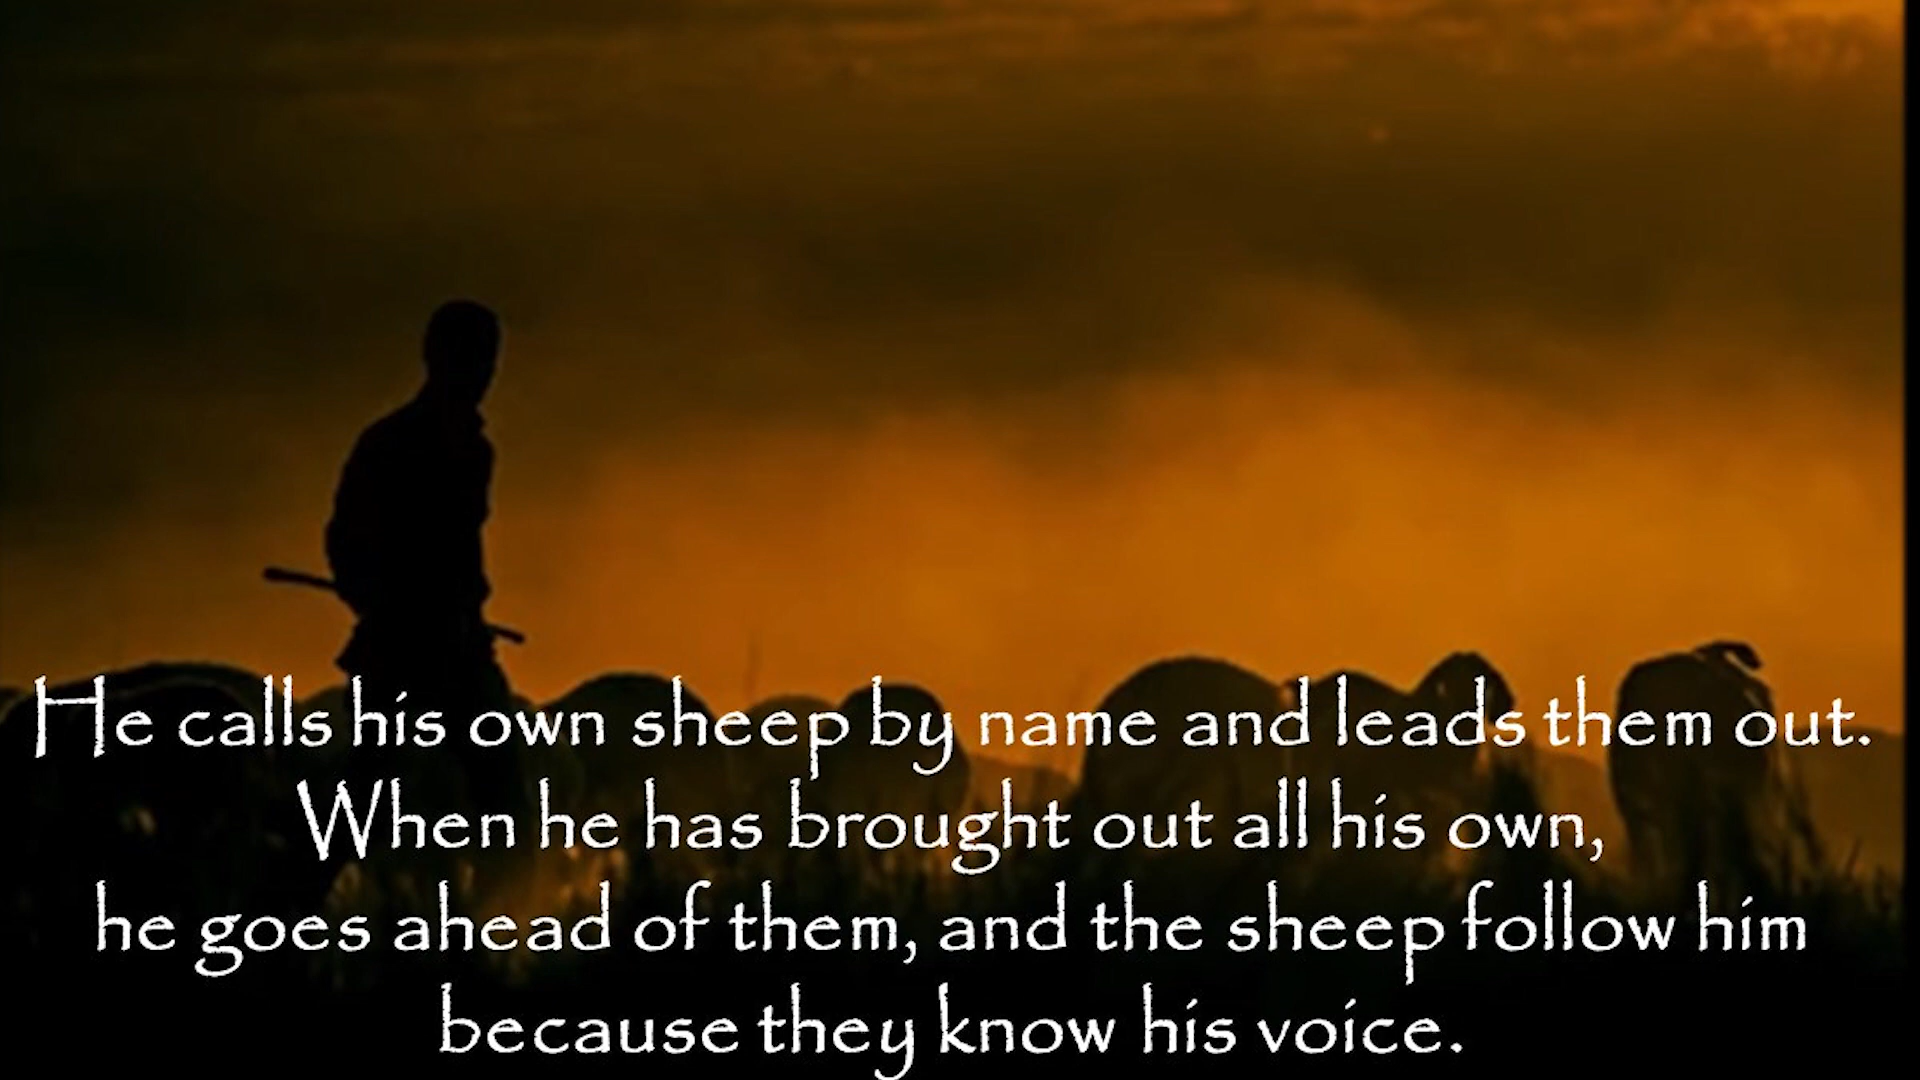 He calls his own sheep by name and leads them out.
When he has brought out all his own,
he goes ahead of them, and the sheep follow him
because they know his voice.